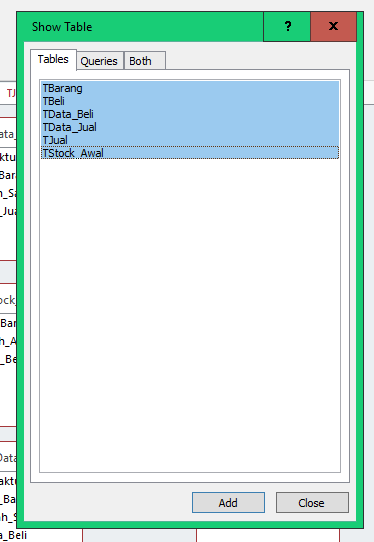 Show Table
?
x
Tables
Queries
Both
TBarang
TBeli
TData_Beli
TData_Jual
TJual
TStock_Awal
Add
Close